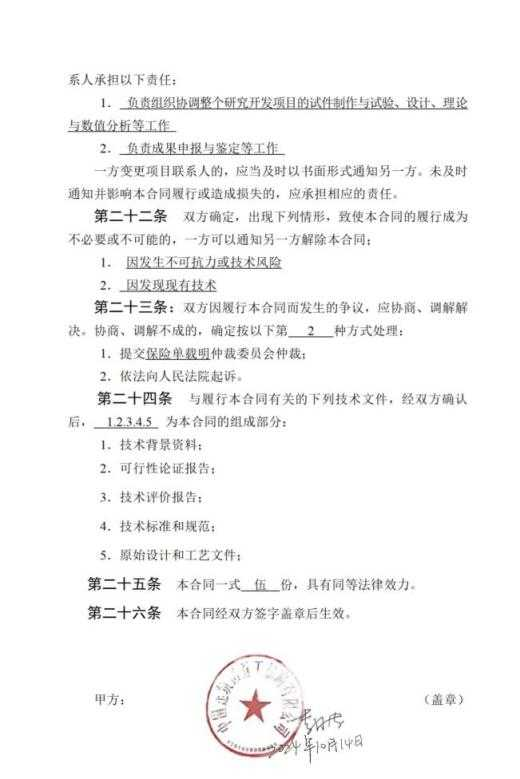 系人承担以下责任：
1. 负责组织协调整个研究开发项目的试件制作与试验、设计、理论
与数值分析等工作
2. 负责成果申报与鉴定等工作
一方变更项目联系人的，应当及时以书面形式通知另一方。未及时
通知并影响本合同履行或造成损失的，应承担相应的责任。
第二十二条 双方确定，出现下列情形，致使本合同的履行成为
不必要或不可能的，一方可以通知另一方解除本合同；
1. 因发生不可抗力或技术风险
2. 因发现现有技术
第二十三条：双方因履行本合同而发生的争议，应协商、调解解
决。协商、调解不成的，确定按以下第 2 种方式处理：
1. 提交保险单载明仲裁委员会仲裁；
2. 依法向人民法院起诉。
第二十四条 与履行本合同有关的下列技术文件，经双方确认
后， 1.2.3.4.5 为本合同的组成部分：
1. 技术背景资料；
2. 可行性论证报告；
3. 技术评价报告；
4. 技术标准和规范；
5. 原始设计和工艺文件；
第二十五条 本合同一式 伍 份，具有同等法律效力。
第二十六条 本合同经双方签字盖章后生效。
甲方： （盖章）
2024年10月14日